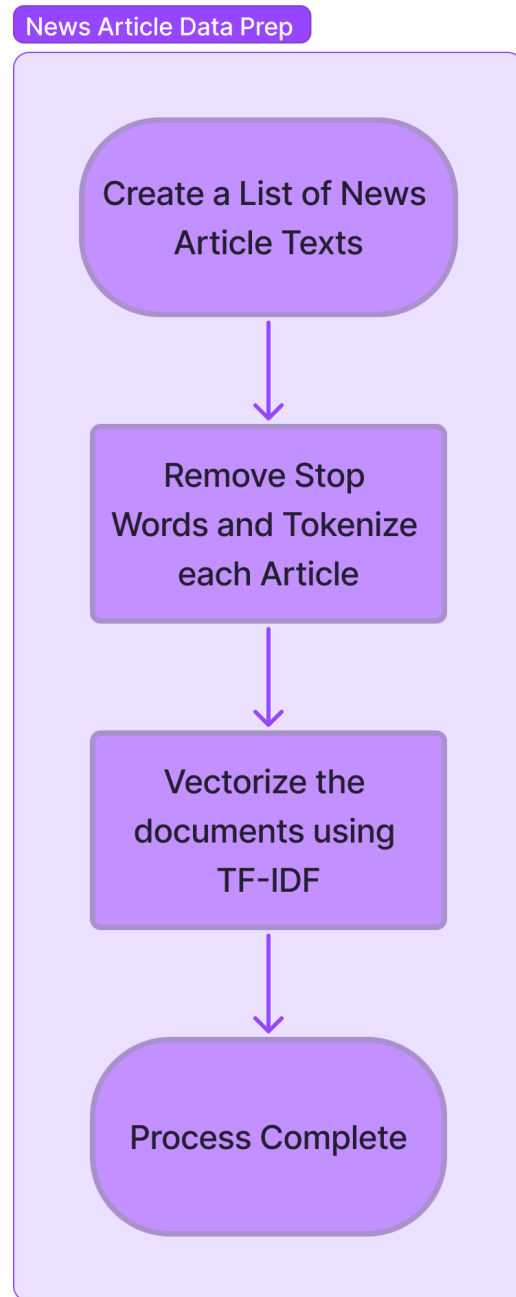 News Article Data Prep
Create a List of News
Article Texts
Remove Stop
Words and Tokenize
each Article
Vectorize the
documents using
TF-IDF
Process Complete